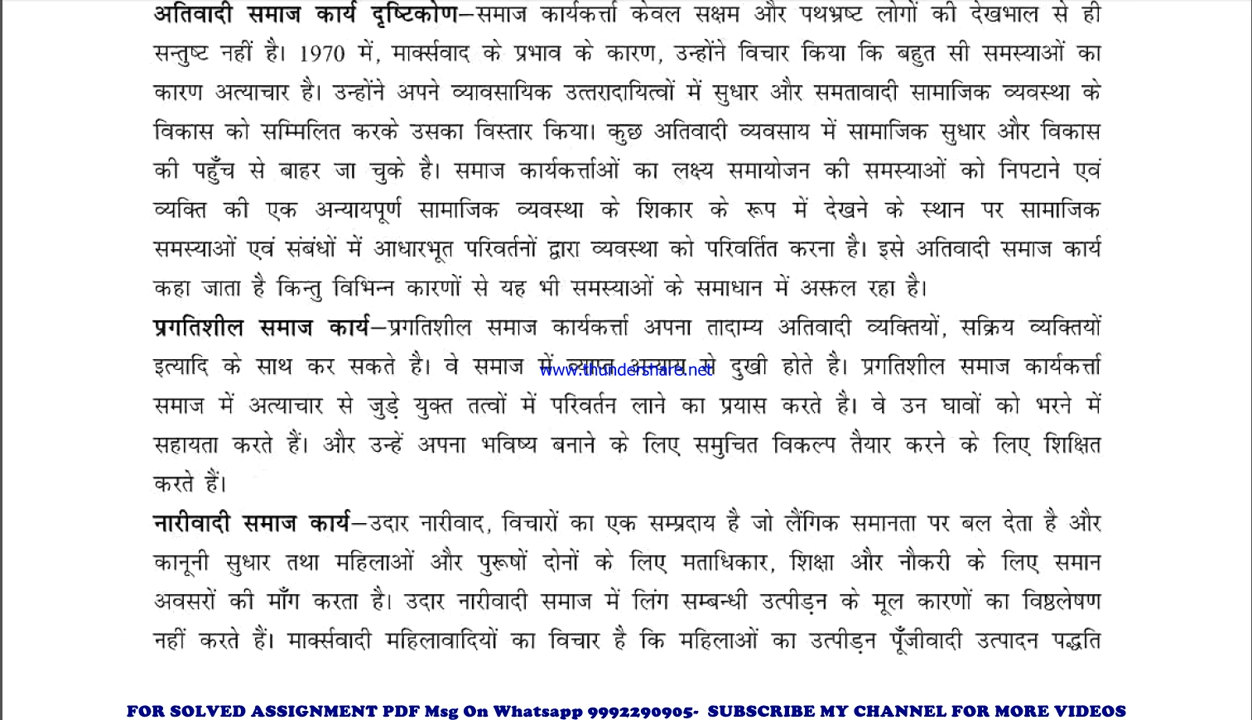 अतिवादी समाज कार्य दृष्टिकोण–समाज कार्यकर्त्ता केवल सक्षम और पथभ्रष्ट लोगों की देखभाल से ही
सन्तुष्ट नहीं है। 1970 में, मार्क्सवाद के प्रभाव के कारण, उन्होंने विचार किया कि बहुत सी समस्याओं का
कारण अत्याचार है। उन्होंने अपने व्यावसायिक उत्तरादायित्वों में सुधार और समतावादी सामाजिक व्यवस्था के
विकास को सम्मिलित करके उसका विस्तार किया। कुछ अतिवादी व्यवसाय में सामाजिक सुधार और विकास
की पहुँच से बाहर जा चुके है। समाज कार्यकर्त्ताओं का लक्ष्य समायोजन की समस्याओं को निपटाने एवं
व्यक्ति की एक अन्यायपूर्ण सामाजिक व्यवस्था के शिकार के रूप में देखने के स्थान पर सामाजिक
समस्याओं एवं संबंधों में आधारभूत परिवर्तनों द्वारा व्यवस्था को परिवर्तित करना है। इसे अतिवादी समाज कार्य
कहा जाता है किन्तु विभिन्न कारणों से यह भी समस्याओं के समाधान में असफल रहा है।
प्रगतिशील समाज कार्य–प्रगतिशील समाज कार्यकर्त्ता अपना तादाम्य अतिवादी व्यक्तियों, सक्रिय व्यक्तियों
इत्यादि के साथ कर सकते है। वे समाज में व्याप्त अन्याय से दुखी होते है। प्रगतिशील समाज कार्यकर्त्ता
www.thundershare.net
समाज में अत्याचार से जुड़े युक्त तत्वों में परिवर्तन लाने का प्रयास करते है। वे उन घावों को भरने में
सहायता करते हैं। और उन्हें अपना भविष्य बनाने के लिए समुचित विकल्प तैयार करने के लिए शिक्षित
करते हैं।
नारीवादी समाज कार्य–उदार नारीवाद, विचारों का एक सम्प्रदाय है जो लैंगिक समानता पर बल देता है और
कानूनी सुधार तथा महिलाओं और पुरूषों दोनों के लिए मताधिकार, शिक्षा और नौकरी के लिए समान
अवसरों की माँग करता है। उदार नारीवादी समाज में लिंग सम्बन्धी उत्पीड़न के मूल कारणों का विष्ठलेषण
नहीं करते हैं। मार्क्सवादी महिलावादियों का विचार है कि महिलाओं का उत्पीड़न पूँजीवादी उत्पादन पद्धति
FOR SOLVED ASSIGNMENT PDF Msg On Whatsapp 9992290905- SUBSCRIBE MY CHANNEL FOR MORE VIDEOS